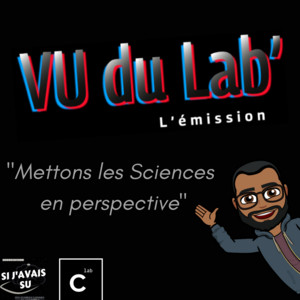 VU du Lab'
L'émission
"Mettons les Sciences
en perspective"
SI J'AVAIS
SU
C lab